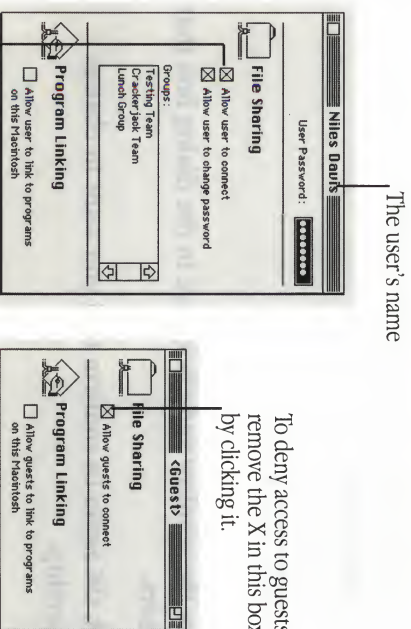 The user's name
Niles Davis
User Password:
File Sharing
Allow user to connect
Allow user to change password
Groups:
Testing Team
Crackerjack Team
Lunch Group
Program Linking
Allow user to link to programs
on this Macintosh
To deny access to guests
remove the X in this box
by clicking it.
<Guest>
File Sharing
Allow guests to connect
Program Linking
Allow guests to link to programs
on this Macintosh